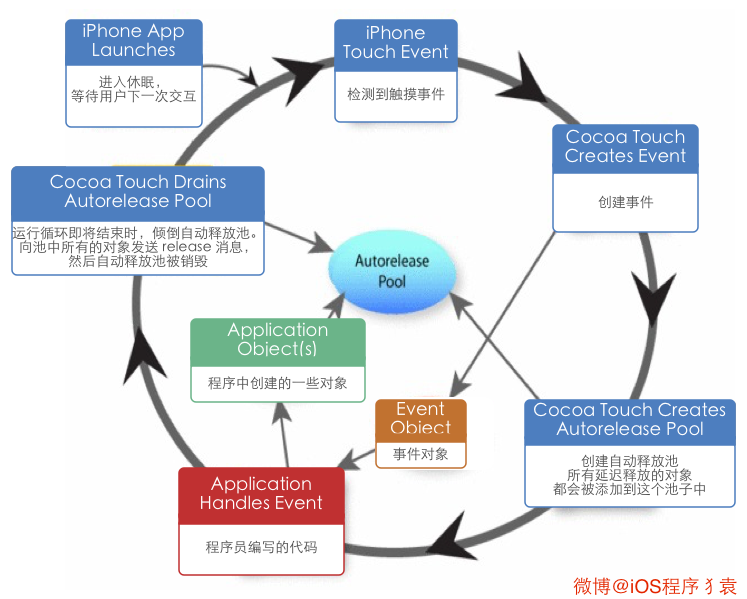 iPhone App
Launches
进入休眠，
等待用户下一次交互
iPhone
Touch Event
检测到触摸事件
Cocoa Touch
Creates Event
创建事件
Cocoa Touch Drains
Autorelease Pool
运行循环即将结束时，倾倒自动释放池。
向池中所有的对象发送 release 消息，
然后自动释放池被销毁
Autorelease
Pool
Application
Object(s)
程序中创建的一些对象
Event
Object
事件对象
Cocoa Touch Creates
Autorelease Pool
创建自动释放池
所有延迟释放的对象
都会被添加到这个池子中
Application
Handles Event
程序员编写的代码
微博@iOS程序犭袁